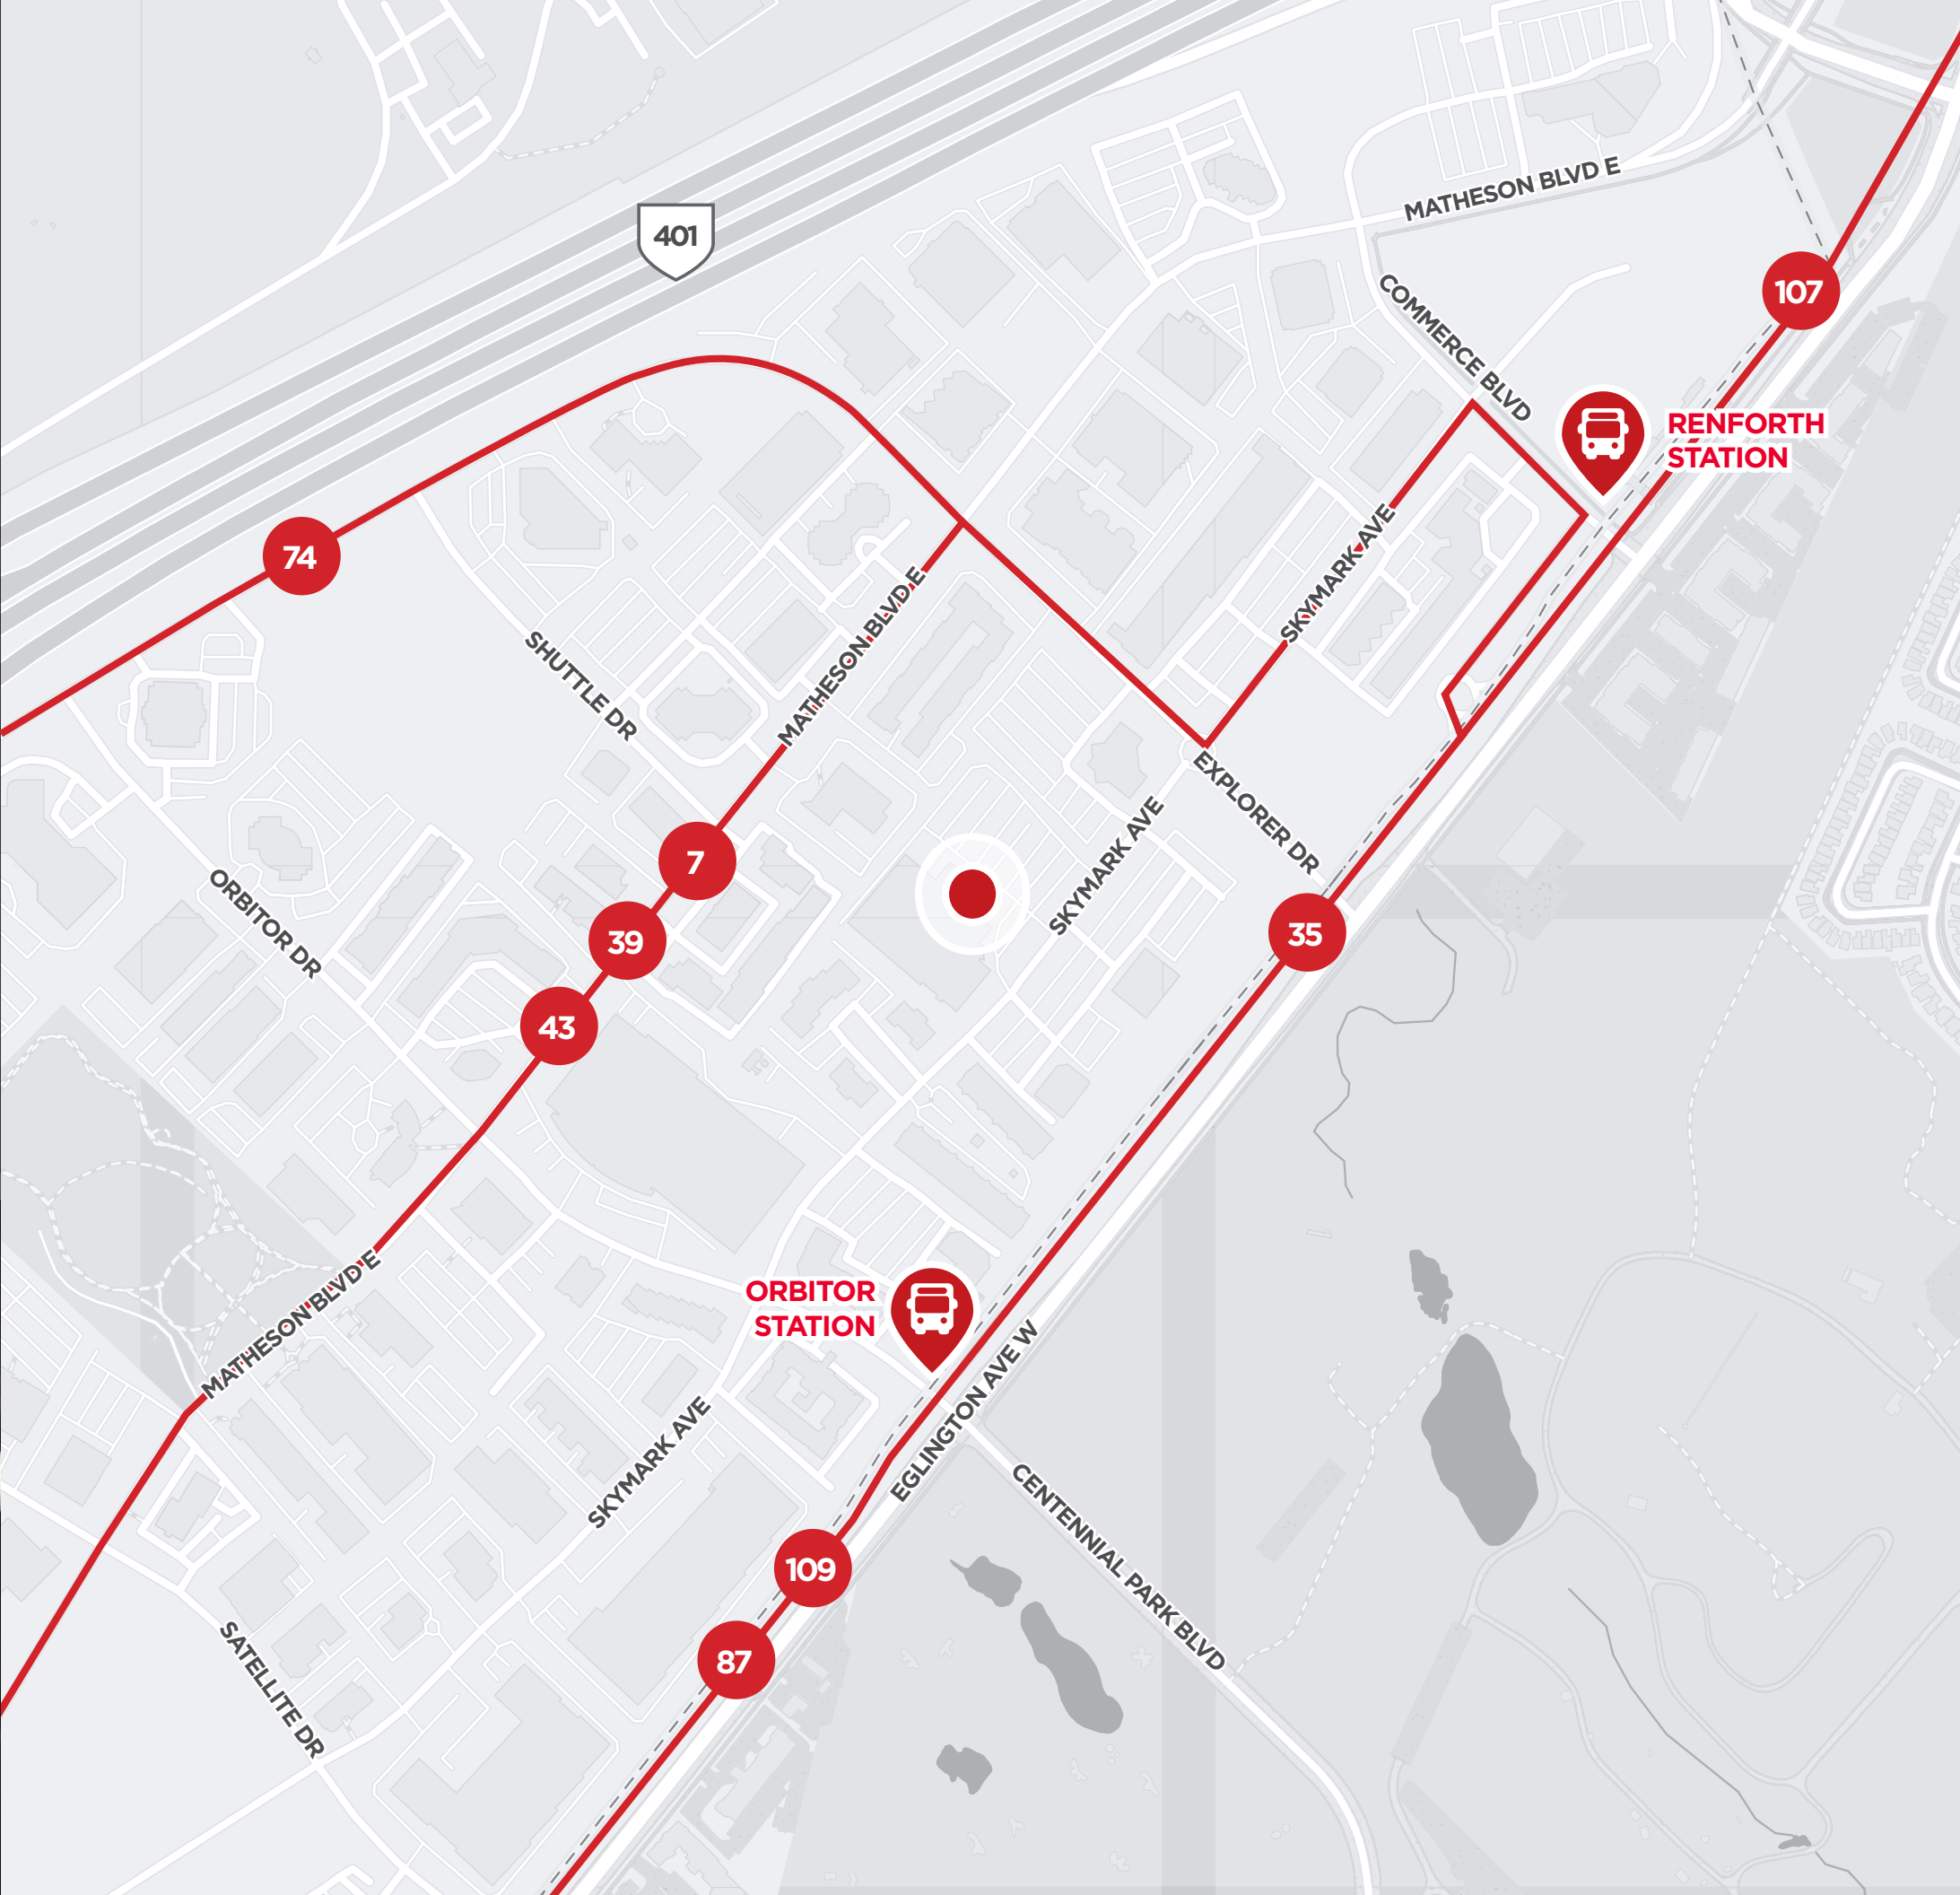 MATHESON BLVD E
401
107
COMMERCE BLVD
RENFORTH
STATION
SKYMARK AVE
74
MATHESON BLVD E
SHUTTLE DR
EXPLORER DR
7
SKYMARK AVE
39
35
ORBITOR DR
43
MATHESON BLVD E
ORBITOR
STATION
EGLINGTON AVE W
SKYMARK AVE
CENTENNIAL PARK BLVD
109
87
SATELLITE DR